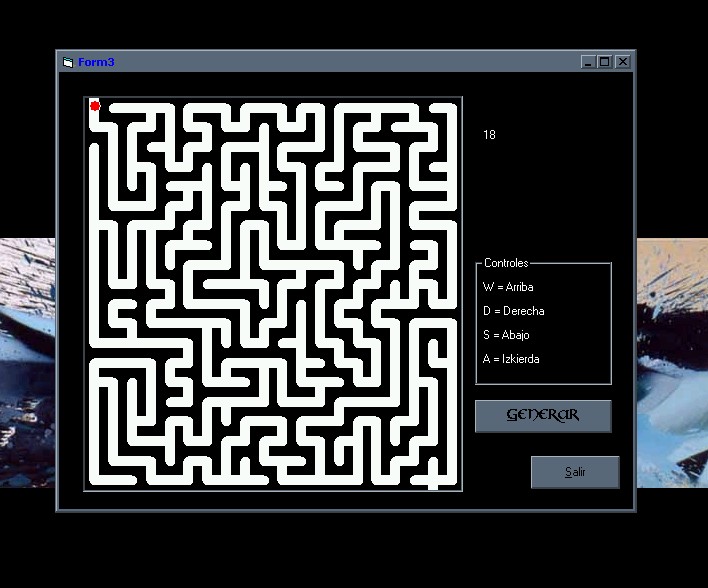 Form3
18
Controles
W = Arriba
D = Derecha
S = Abajo
A = Izkierda
GENERAR
Salir